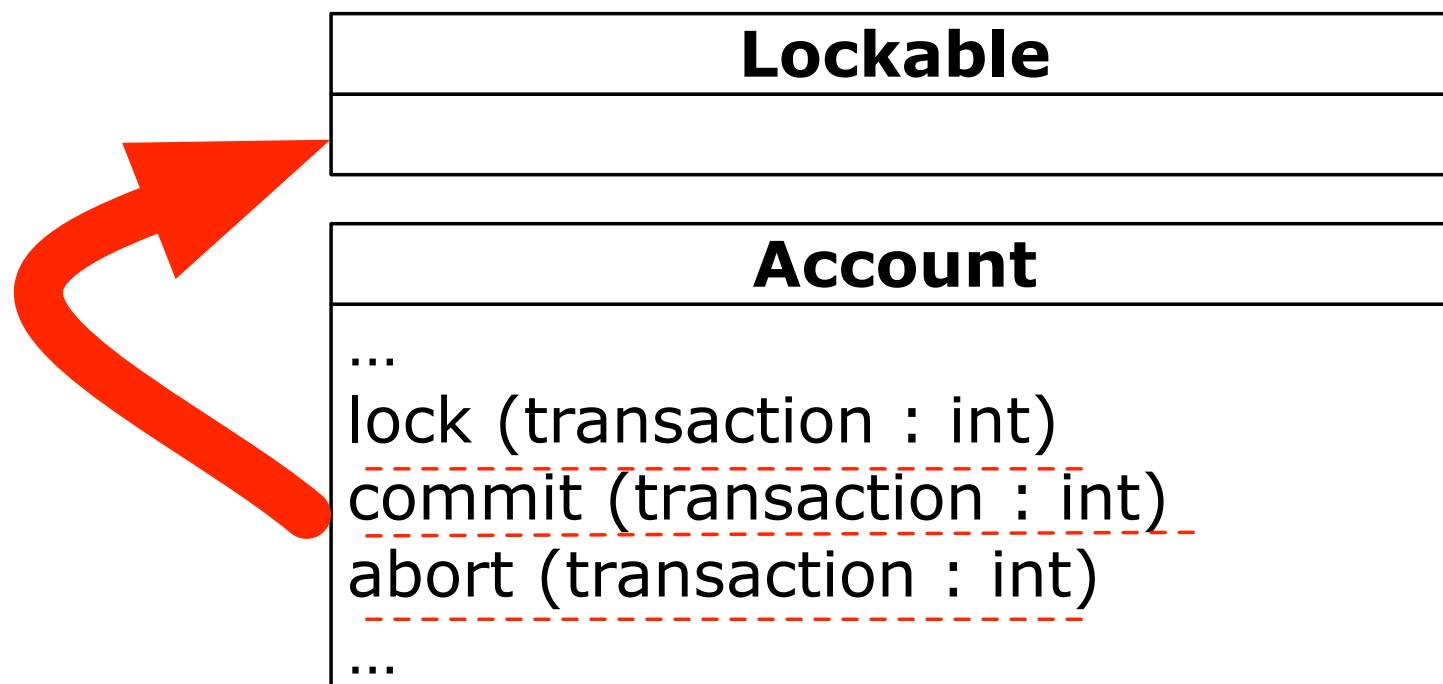 Lockable
Account
...
lock (transaction : int)
commit (transaction : int)
abort (transaction : int)
...